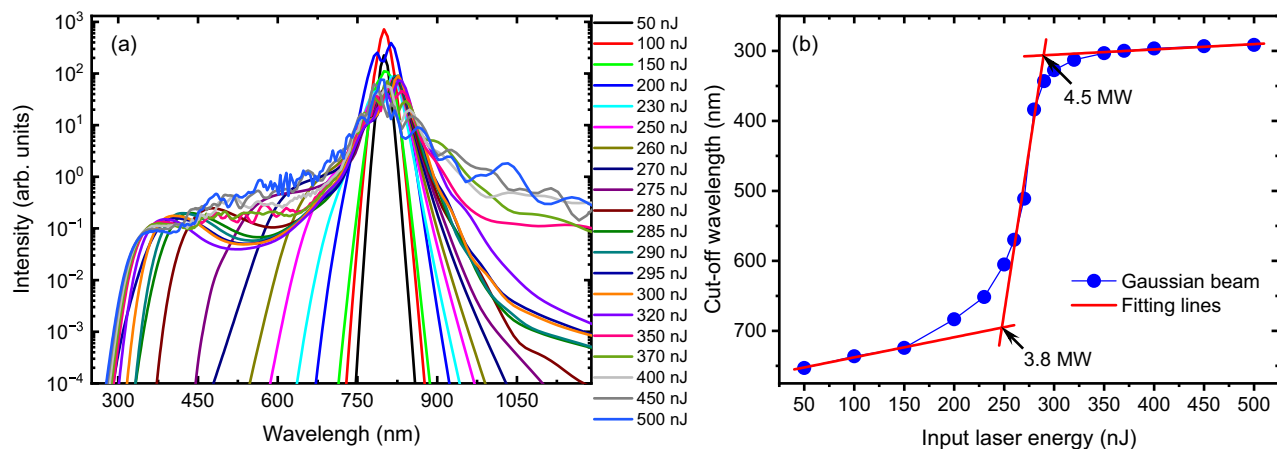 (a)
Intensity (arb. units)
10³
10²
10¹
10⁰
10⁻¹
10⁻²
10⁻³
10⁻⁴
300 450 600 750 900 1050
Wavelengh (nm)
50 nJ
100 nJ
150 nJ
200 nJ
230 nJ
250 nJ
260 nJ
270 nJ
275 nJ
280 nJ
285 nJ
290 nJ
295 nJ
300 nJ
320 nJ
350 nJ
370 nJ
400 nJ
450 nJ
500 nJ
(b)
Cut-off wavelength (nm)
300
400
500
600
700
4.5 MW
3.8 MW
Gaussian beam
Fitting lines
50 100 150 200 250 300 350 400 450 500
Input laser energy (nJ)